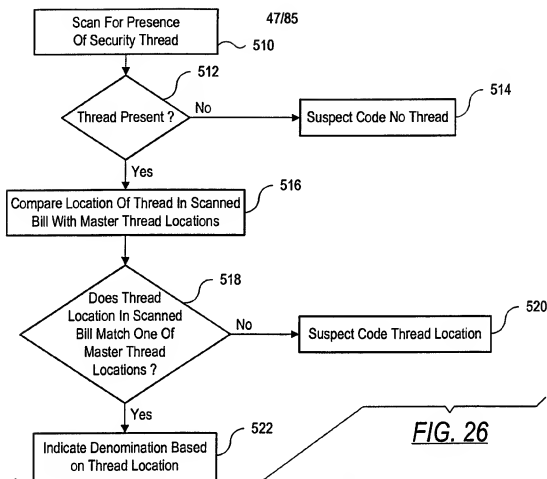 Scan For Presence
Of Security Thread
47/85
510
512
Thread Present ?
No
514
Suspect Code No Thread
Yes
516
Compare Location Of Thread In Scanned
Bill With Master Thread Locations
518
Does Thread
Location In Scanned
Bill Match One Of
Master Thread
Locations ?
No
520
Suspect Code Thread Location
Yes
522
Indicate Denomination Based
on Thread Location
FIG. 26